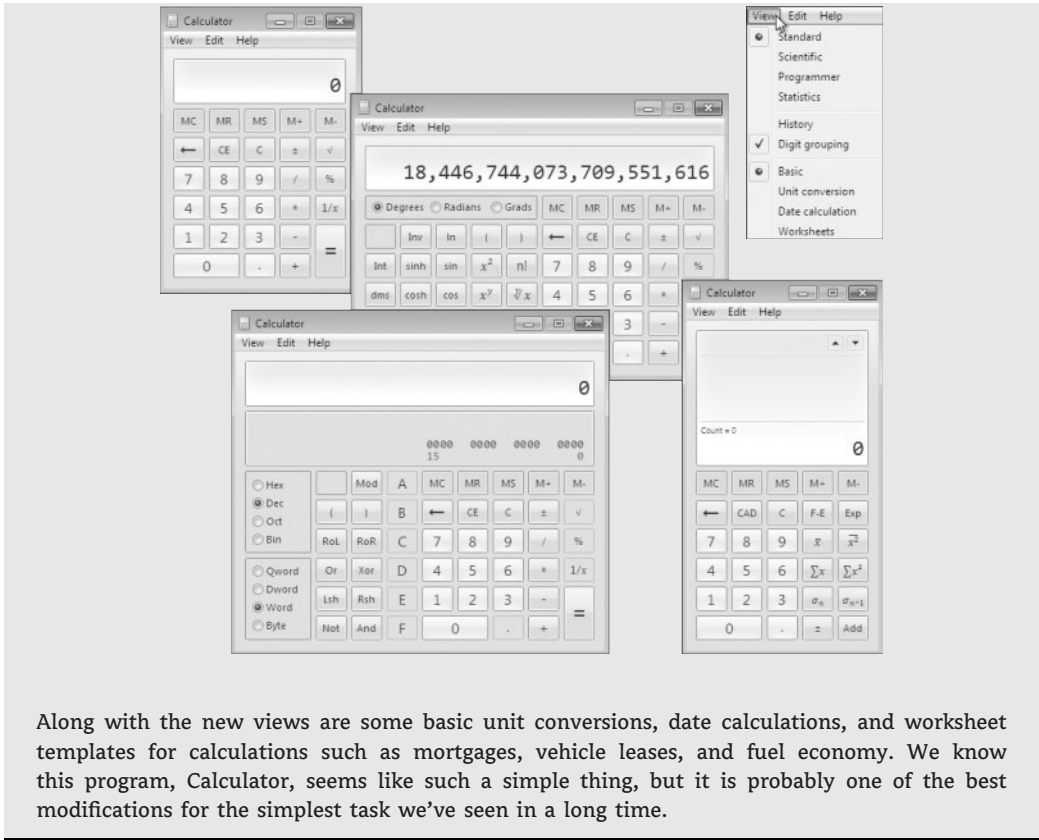 Calculator
View Edit Help
0
MC MR MS M+ M-
← CE C ± √
7 8 9 / %
4 5 6 * 1/x
1 2 3 - =
0 . +
Calculator
View Edit Help
18,446,744,073,709,551,616
Degrees Radians Grads MC MR MS M+ M-
Inv ln ( ) ← CE C ± √
Int sinh sin x² n! 7 8 9 / %
dms cosh cos xʸ ʸ√x 4 5 6 *
3 -
. +
View Edit Help
Standard
Scientific
Programmer
Statistics
History
✓ Digit grouping
Basic
Unit conversion
Date calculation
Worksheets
Calculator
View Edit Help
0
0000 0000 0000 0000
15 0
Hex Mod A MC MR MS M+ M-
Dec
Oct ( ) B ← CE C ± √
Bin RoL RoR C 7 8 9 / %
Qword Or Xor D 4 5 6 * 1/x
Dword
Word Lsh Rsh E 1 2 3 - =
Byte Not And F 0 . +
Calculator
View Edit Help
Count = 0
0
MC MR MS M+ M-
← CAD C F-E Exp
7 8 9 x̅ x̅²
4 5 6 ∑x ∑x²
1 2 3 σₙ σₙ₋₁
0 . ± Add
Along with the new views are some basic unit conversions, date calculations, and worksheet
templates for calculations such as mortgages, vehicle leases, and fuel economy. We know
this program, Calculator, seems like such a simple thing, but it is probably one of the best
modifications for the simplest task we've seen in a long time.